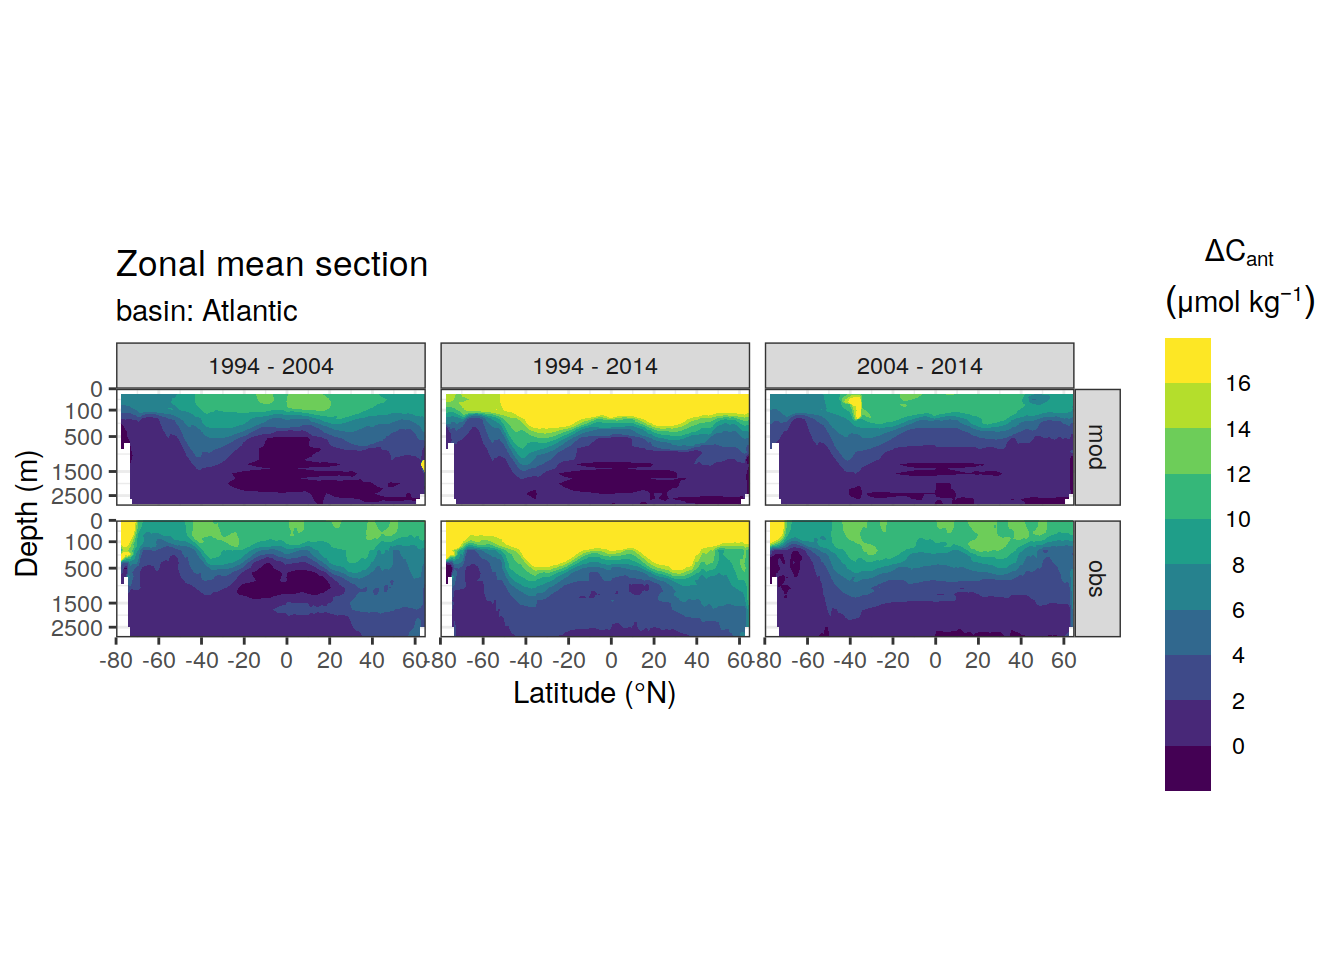 Zonal mean section
basin: Atlantic
1994 - 2004 1994 - 2014 2004 - 2014
0
100
500
1500
2500
mod
0
100
500
1500
2500
obs
Depth (m)
-80 -60 -40 -20 0 20 40 60 -80 -60 -40 -20 0 20 40 60 -80 -60 -40 -20 0 20 40 60
Latitude (°N)
ΔCant
(μmol kg⁻¹)
16
14
12
10
8
6
4
2
0